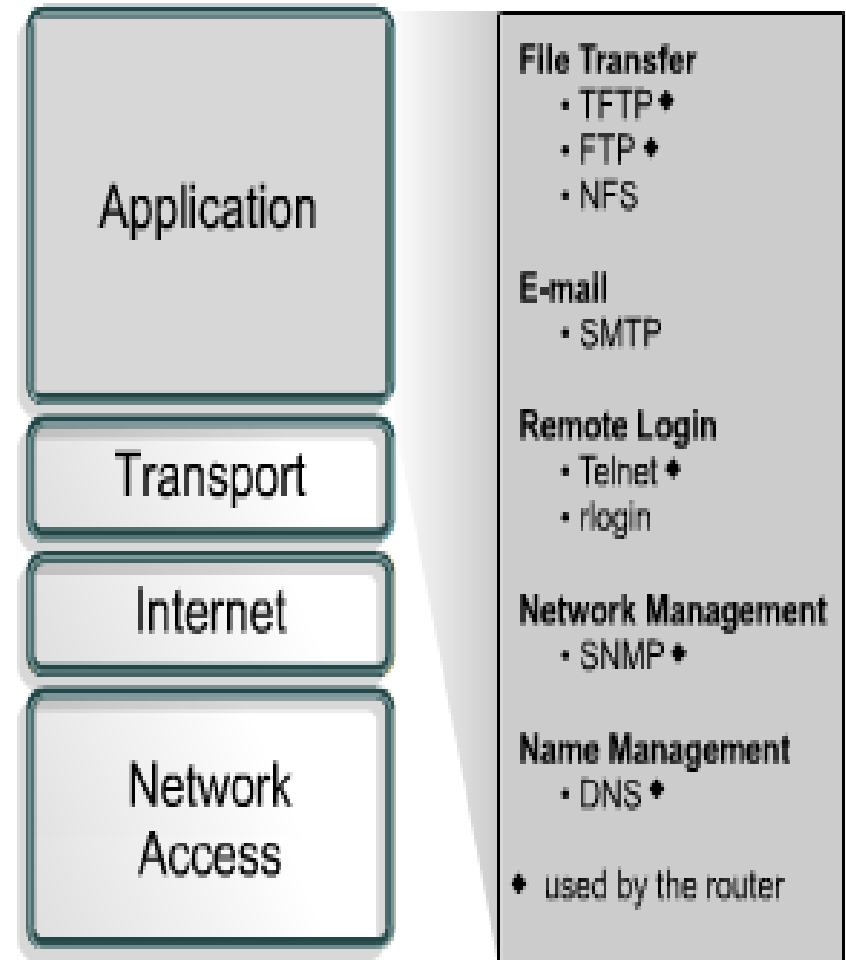 Application
Transport
Internet
Network
Access
File Transfer
• TFTP♦
• FTP♦
• NFS
E-mail
• SMTP
Remote Login
• Telnet♦
• rlogin
Network Management
• SNMP♦
Name Management
• DNS♦
♦ used by the router